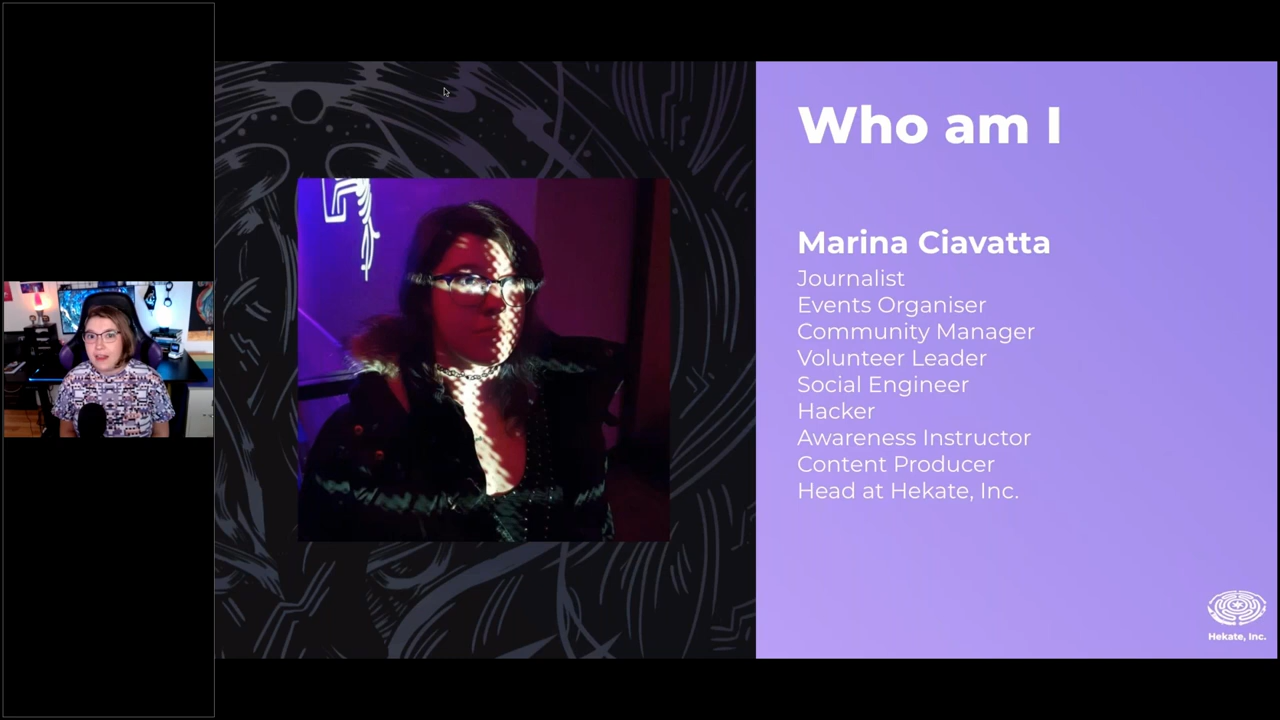 Who am I
Marina Ciavatta
Journalist
Events Organiser
Community Manager
Volunteer Leader
Social Engineer
Hacker
Awareness Instructor
Content Producer
Head at Hekate, Inc.
Hekate, Inc.